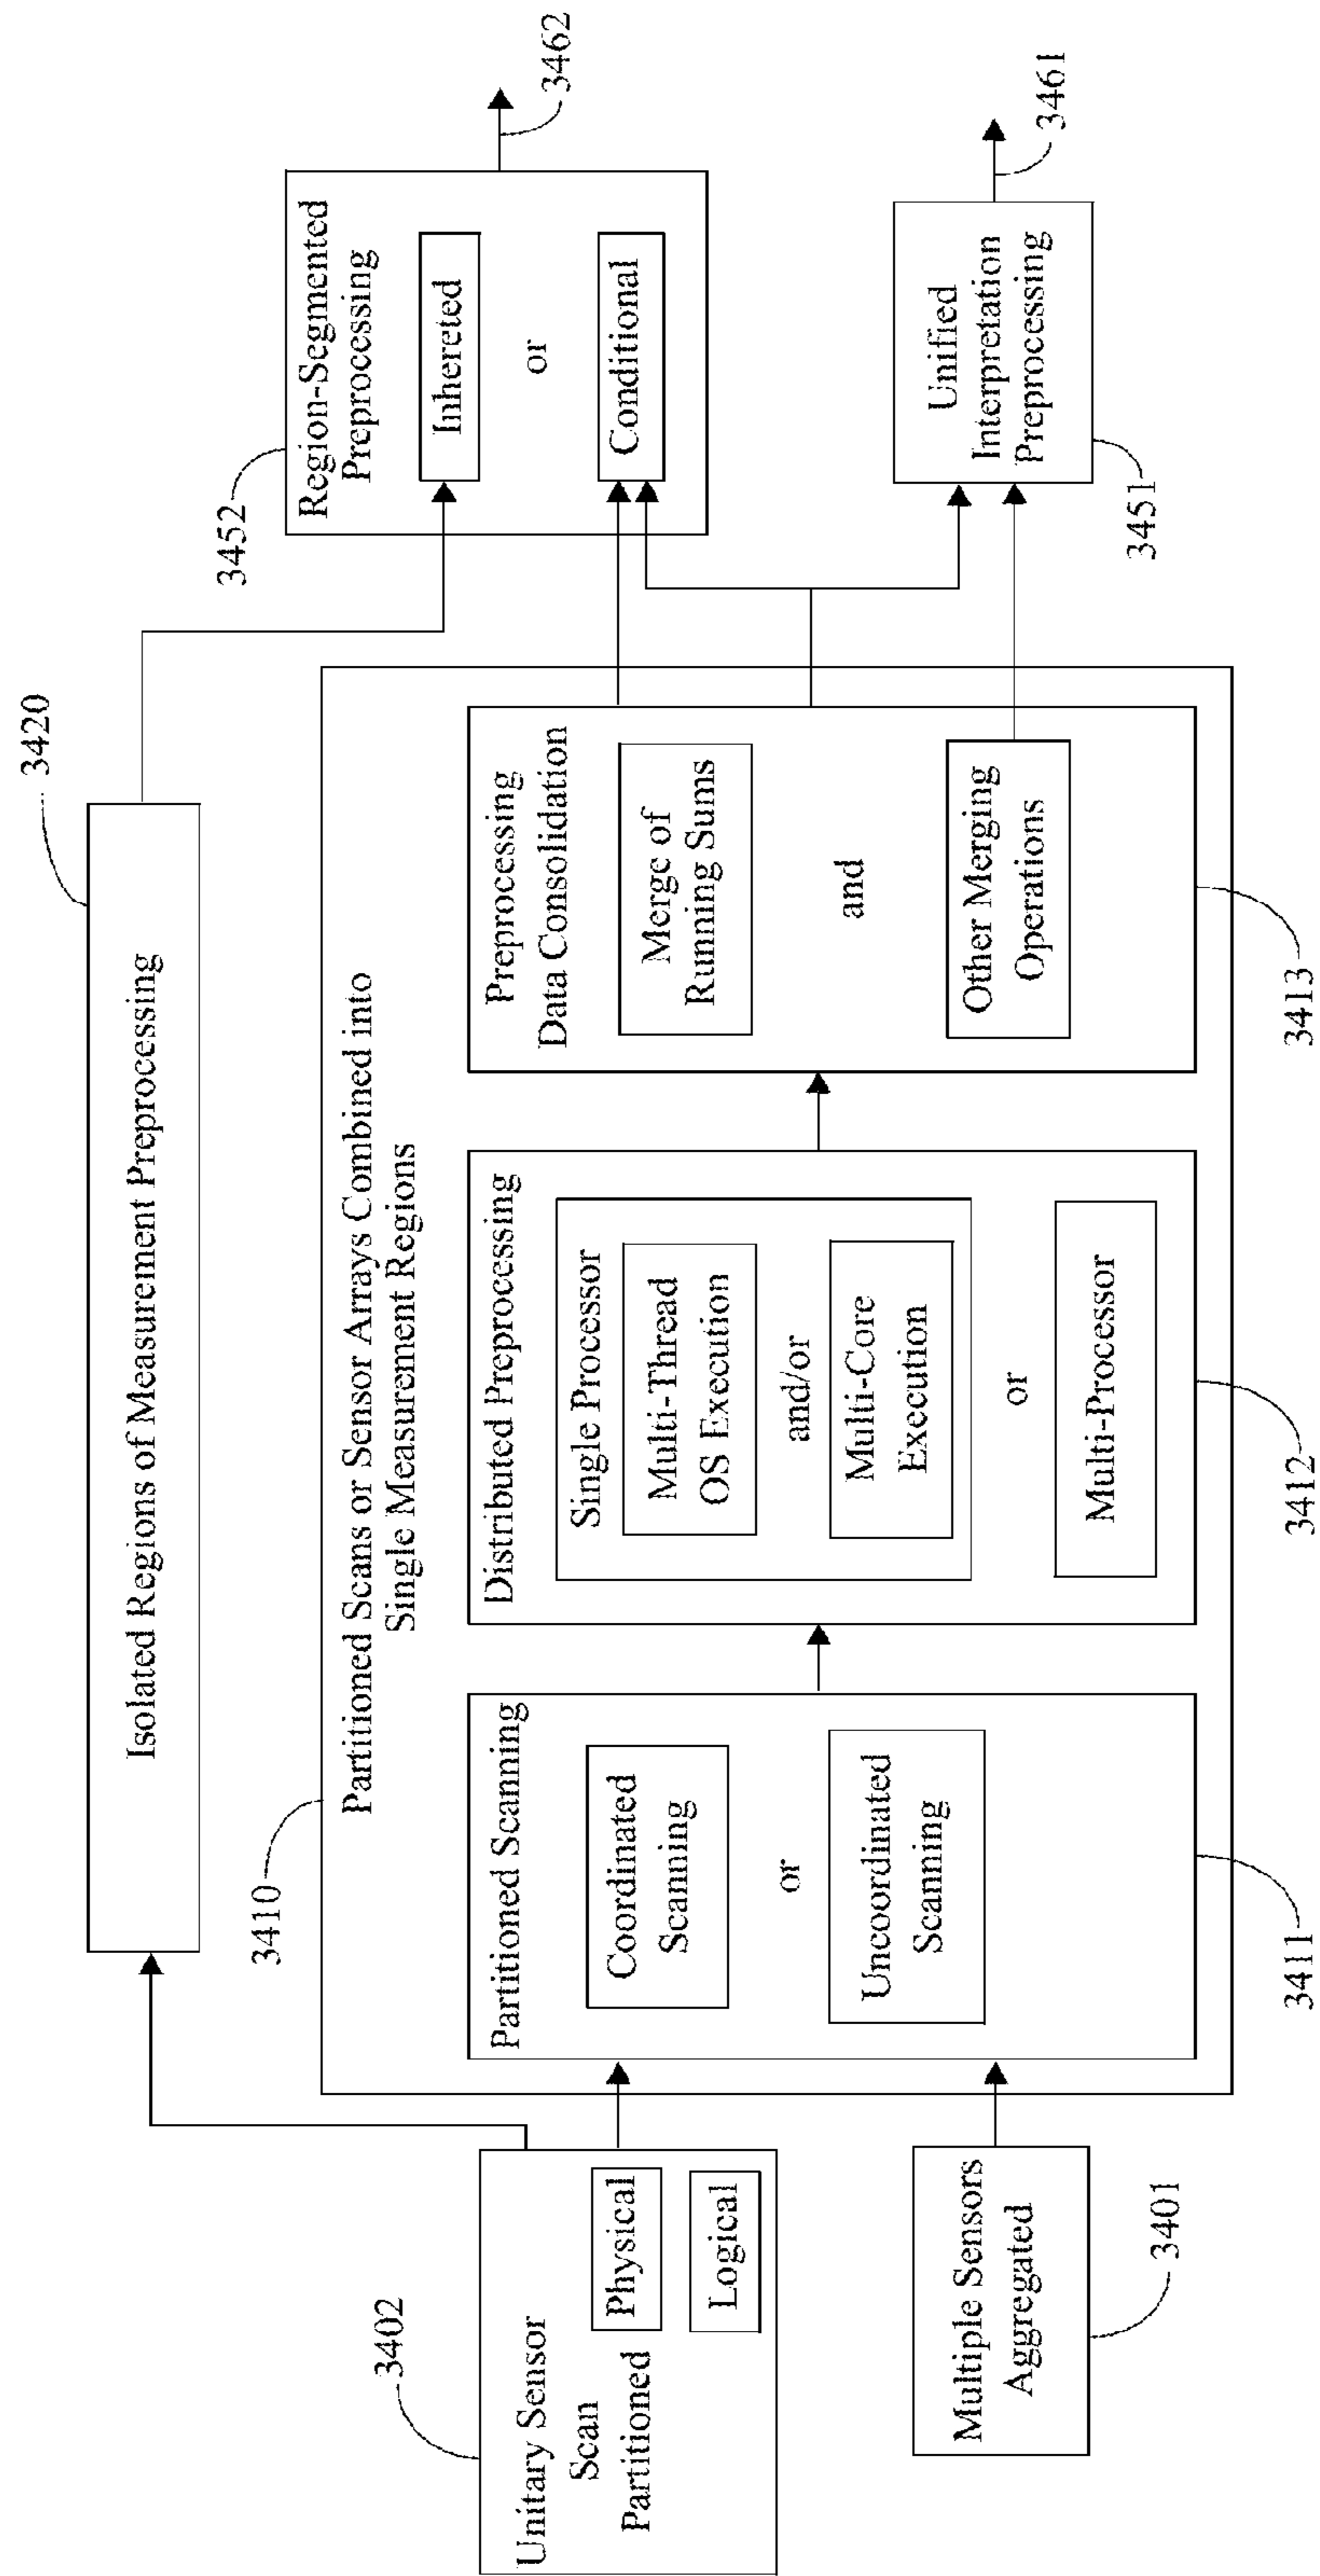 3420
Isolated Regions of Measurement Preprocessing
3410
Partitioned Scans or Sensor Arrays Combined into
Single Measurement Regions
3402
Unitary Sensor
Scan
Partitioned
Physical
Logical
Multiple Sensors
Aggregated
3401
Partitioned Scanning
Coordinated
Scanning
or
Uncoordinated
Scanning
3411
Distributed Preprocessing
Single Processor
Multi-Thread
OS Execution
and/or
Multi-Core
Execution
or
Multi-Processor
3412
Preprocessing
Data Consolidation
Merge of
Running Sums
and
Other Merging
Operations
3413
3452
Region-Segmented
Preprocessing
Inhereted
or
Conditional
3462
Unified
Interpretation
Preprocessing
3451
3461